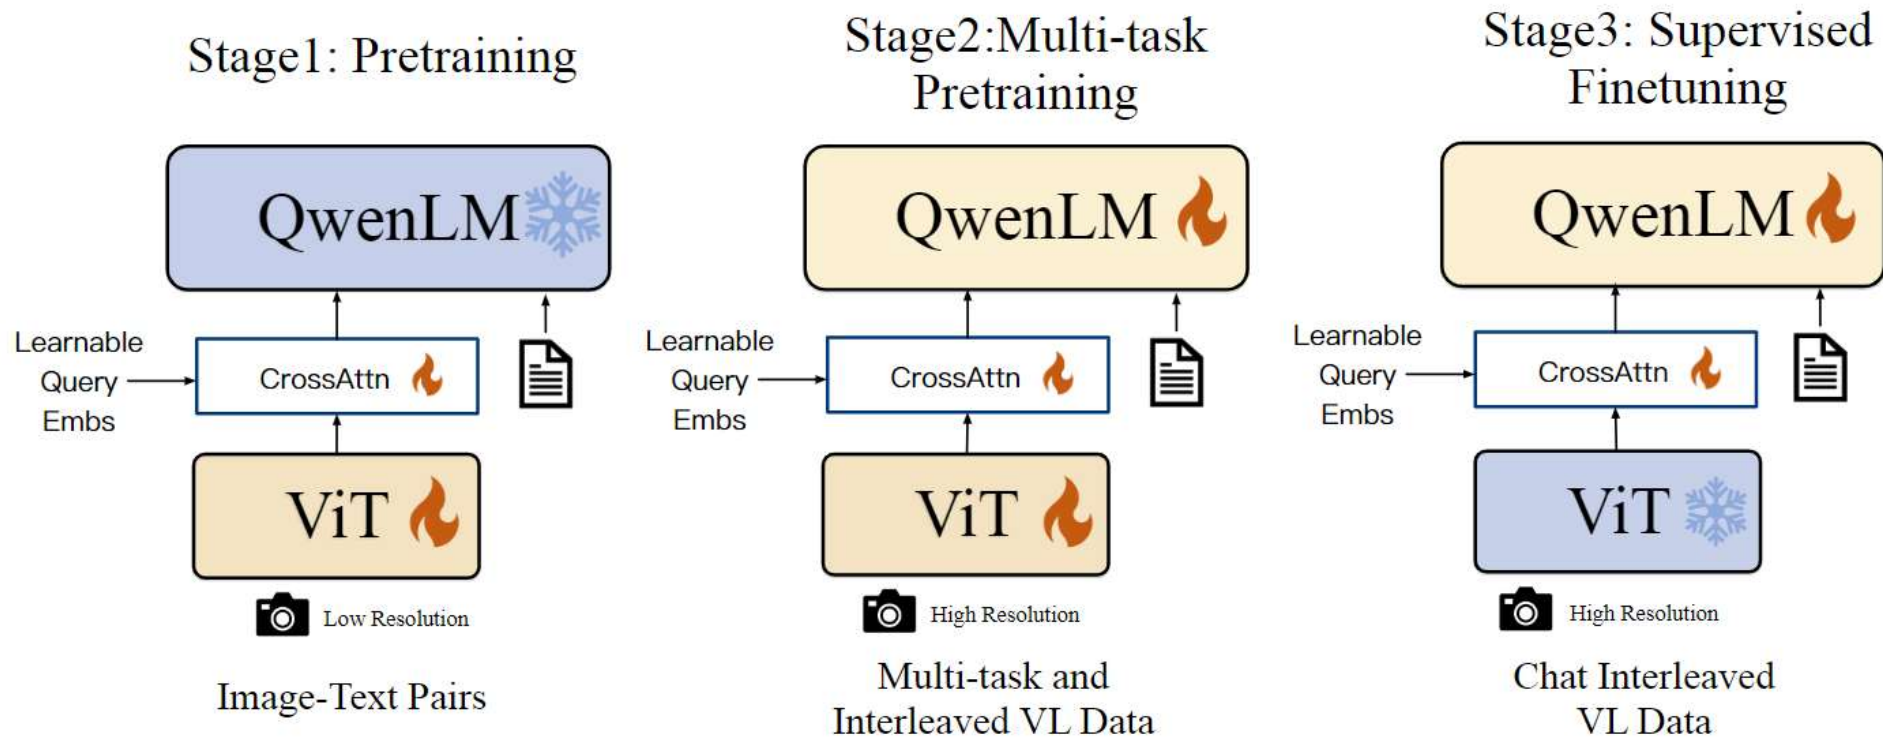 Stage1: Pretraining
QwenLM
Learnable
Query
Embs
CrossAttn
ViT
Low Resolution
Image-Text Pairs
Stage2:Multi-task
Pretraining
QwenLM
Learnable
Query
Embs
CrossAttn
ViT
High Resolution
Multi-task and
Interleaved VL Data
Stage3: Supervised
Finetuning
QwenLM
Learnable
Query
Embs
CrossAttn
ViT
High Resolution
Chat Interleaved
VL Data